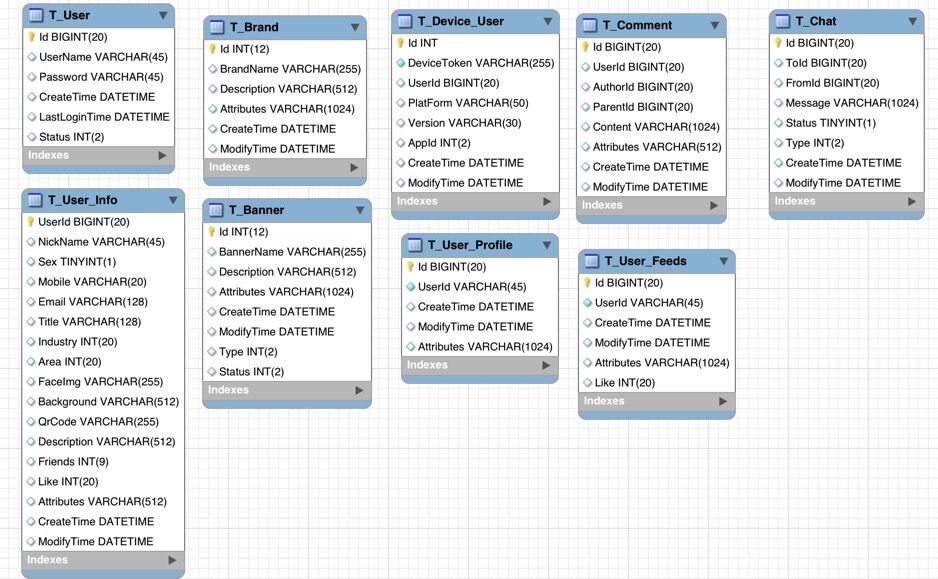 T_User
Id BIGINT(20)
UserName VARCHAR(45)
Password VARCHAR(45)
CreateTime DATETIME
LastLoginTime DATETIME
Status INT(2)
Indexes
T_Brand
Id INT(12)
BrandName VARCHAR(255)
Description VARCHAR(512)
Attributes VARCHAR(1024)
CreateTime DATETIME
ModifyTime DATETIME
Indexes
T_Device_User
Id INT
DeviceToken VARCHAR(255)
UserId BIGINT(20)
PlatForm VARCHAR(50)
Version VARCHAR(30)
AppId INT(2)
CreateTime DATETIME
ModifyTime DATETIME
Indexes
T_Comment
Id BIGINT(20)
UserId BIGINT(20)
AuthorId BIGINT(20)
ParentId BIGINT(20)
Content VARCHAR(1024)
Attributes VARCHAR(512)
CreateTime DATETIME
ModifyTime DATETIME
Indexes
T_Chat
Id BIGINT(20)
ToId BIGINT(20)
FromId BIGINT(20)
Message VARCHAR(1024)
Status TINYINT(1)
Type INT(2)
CreateTime DATETIME
ModifyTime DATETIME
Indexes
T_User_Info
UserId BIGINT(20)
NickName VARCHAR(45)
Sex TINYINT(1)
Mobile VARCHAR(20)
Email VARCHAR(128)
Title VARCHAR(128)
Industry INT(20)
Area INT(20)
FaceImg VARCHAR(255)
Background VARCHAR(512)
QrCode VARCHAR(255)
Description VARCHAR(512)
Friends INT(9)
Like INT(20)
Attributes VARCHAR(512)
CreateTime DATETIME
ModifyTime DATETIME
Indexes
T_Banner
Id INT(12)
BannerName VARCHAR(255)
Description VARCHAR(512)
Attributes VARCHAR(1024)
CreateTime DATETIME
ModifyTime DATETIME
Type INT(2)
Status INT(2)
Indexes
T_User_Profile
Id BIGINT(20)
UserId VARCHAR(45)
CreateTime DATETIME
ModifyTime DATETIME
Attributes VARCHAR(1024)
Indexes
T_User_Feeds
Id BIGINT(20)
UserId VARCHAR(45)
CreateTime DATETIME
ModifyTime DATETIME
Attributes VARCHAR(1024)
Like INT(20)
Indexes